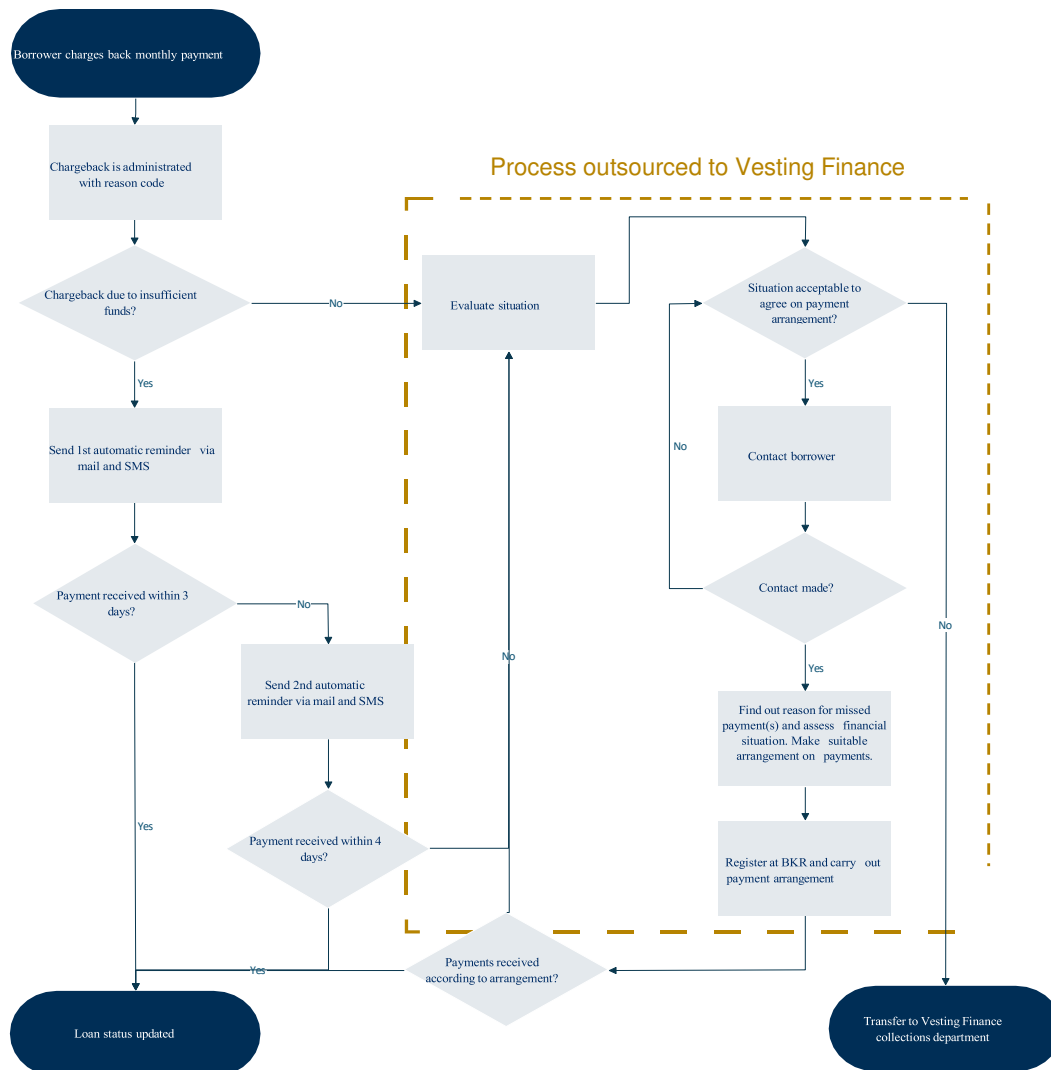 Borrower charges back monthly payment
Chargeback is administrated
with reason code
Process outsourced to Vesting Finance
Chargeback due to insufficient
funds?
No
Evaluate situation
Situation acceptable to
agree on payment
arrangement?
Yes
Yes
Send 1st automatic reminder via
mail and SMS
No
Contact borrower
Payment received within 3
days?
No
Contact made?
No
Yes
Send 2nd automatic
reminder via mail and SMS
No
Find out reason for missed
payment(s) and assess financial
situation. Make suitable
arrangement on payments.
Yes
Payment received within 4
days?
Register at BKR and carry out
payment arrangement
Yes
Payments received
according to arrangement?
Loan status updated
Transfer to Vesting Finance
collections department